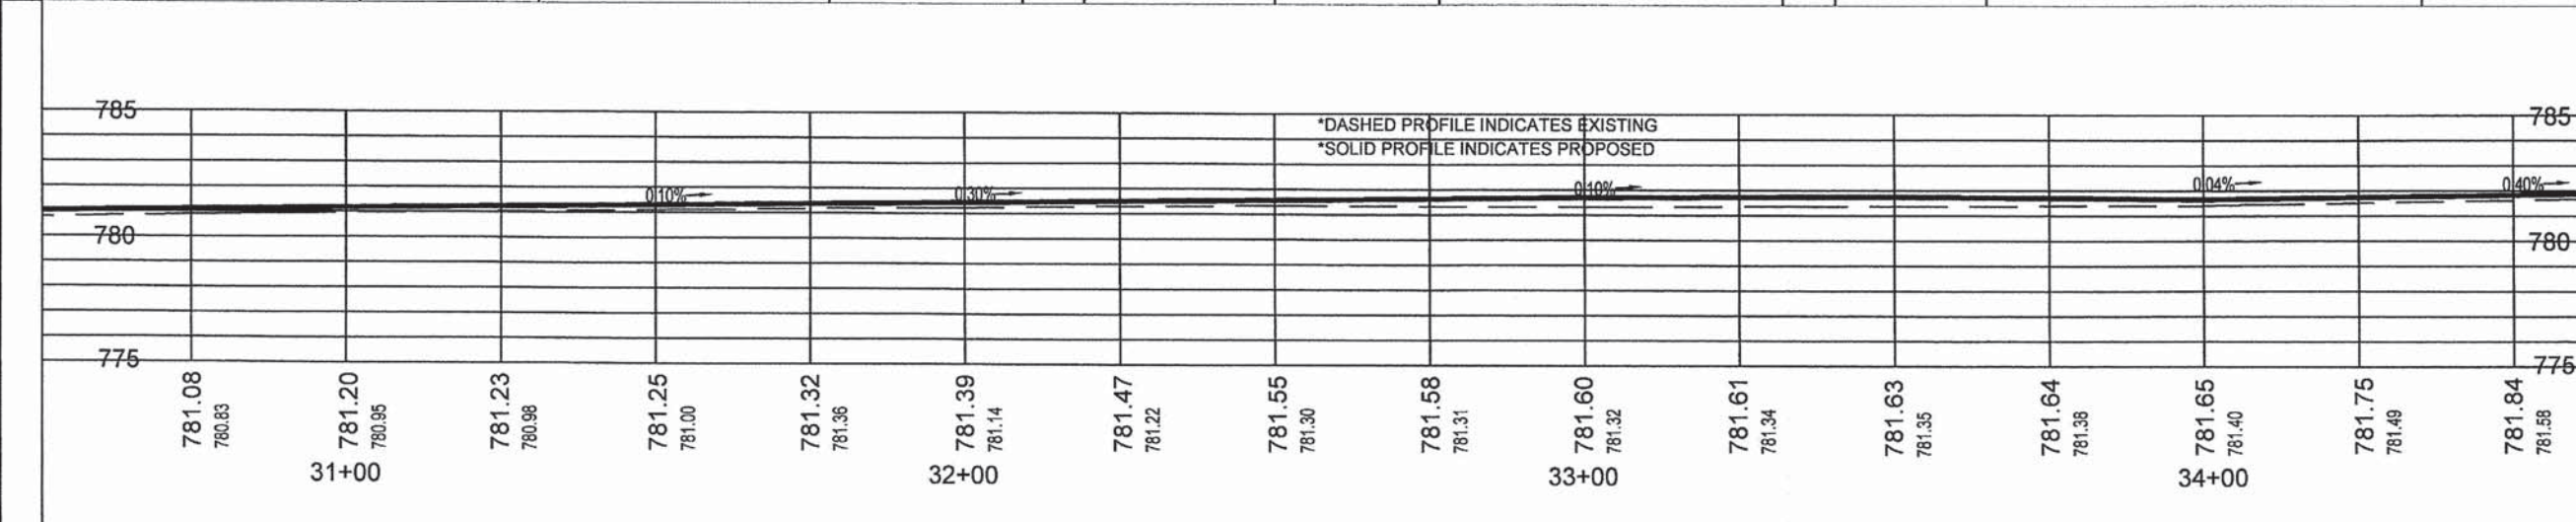 785 785
*DASHED PROFILE INDICATES EXISTING
*SOLID PROFILE INDICATES PROPOSED
0.10% 0.30% 0.10% 0.04% 0.40%
780 780
775 775
781.08 781.20 781.23 781.25 781.32 781.39 781.47 781.55 781.58 781.60 781.61 781.63 781.64 781.65 781.75 781.84
780.83 780.95 780.98 781.00 781.36 781.14 781.22 781.30 781.31 781.32 781.34 781.35 781.38 781.40 781.49 781.58
31+00 32+00 33+00 34+00